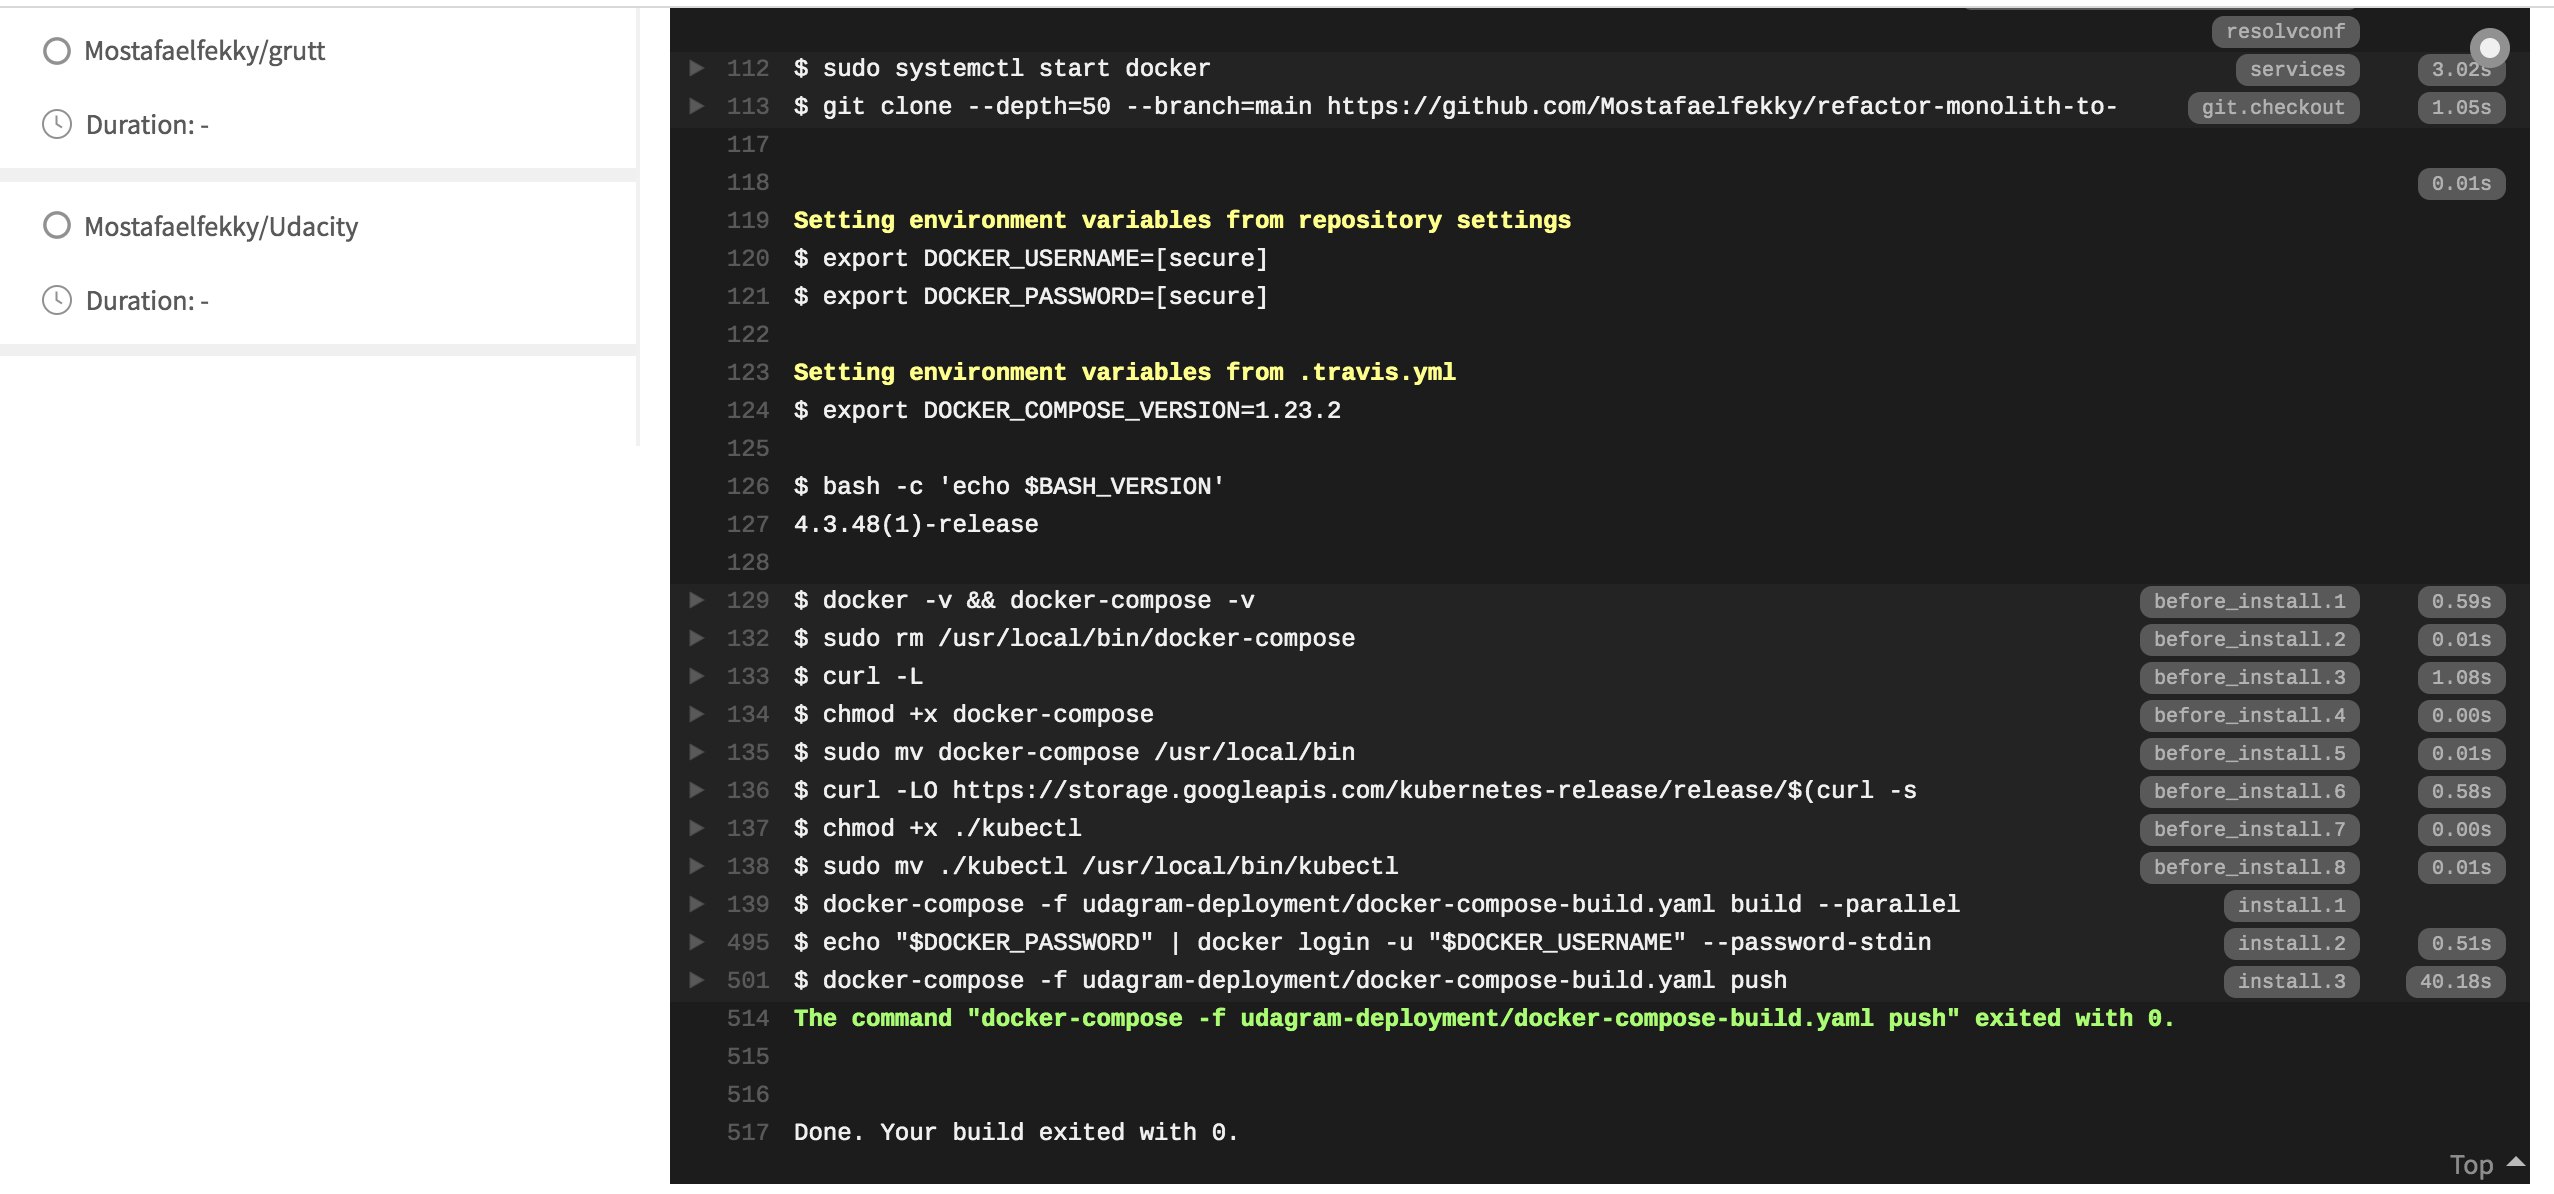 Mostafaelfekky/grutt
Duration: -
Mostafaelfekky/Udacity
Duration: -
resolvconf
112 $ sudo systemctl start docker services 3.02s
113 $ git clone --depth=50 --branch=main https://github.com/Mostafaelfekky/refactor-monolith-to- git.checkout 1.05s
117
118 0.01s
119 Setting environment variables from repository settings
120 $ export DOCKER_USERNAME=[secure]
121 $ export DOCKER_PASSWORD=[secure]
122
123 Setting environment variables from .travis.yml
124 $ export DOCKER_COMPOSE_VERSION=1.23.2
125
126 $ bash -c 'echo $BASH_VERSION'
127 4.3.48(1)-release
128
129 $ docker -v && docker-compose -v before_install.1 0.59s
132 $ sudo rm /usr/local/bin/docker-compose before_install.2 0.01s
133 $ curl -L before_install.3 1.08s
134 $ chmod +x docker-compose before_install.4 0.00s
135 $ sudo mv docker-compose /usr/local/bin before_install.5 0.01s
136 $ curl -LO https://storage.googleapis.com/kubernetes-release/release/$(curl -s before_install.6 0.58s
137 $ chmod +x ./kubectl before_install.7 0.00s
138 $ sudo mv ./kubectl /usr/local/bin/kubectl before_install.8 0.01s
139 $ docker-compose -f udagram-deployment/docker-compose-build.yaml build --parallel install.1
495 $ echo "$DOCKER_PASSWORD" | docker login -u "$DOCKER_USERNAME" --password-stdin install.2 0.51s
501 $ docker-compose -f udagram-deployment/docker-compose-build.yaml push install.3 40.18s
514 The command "docker-compose -f udagram-deployment/docker-compose-build.yaml push" exited with 0.
515
516
517 Done. Your build exited with 0.
Top